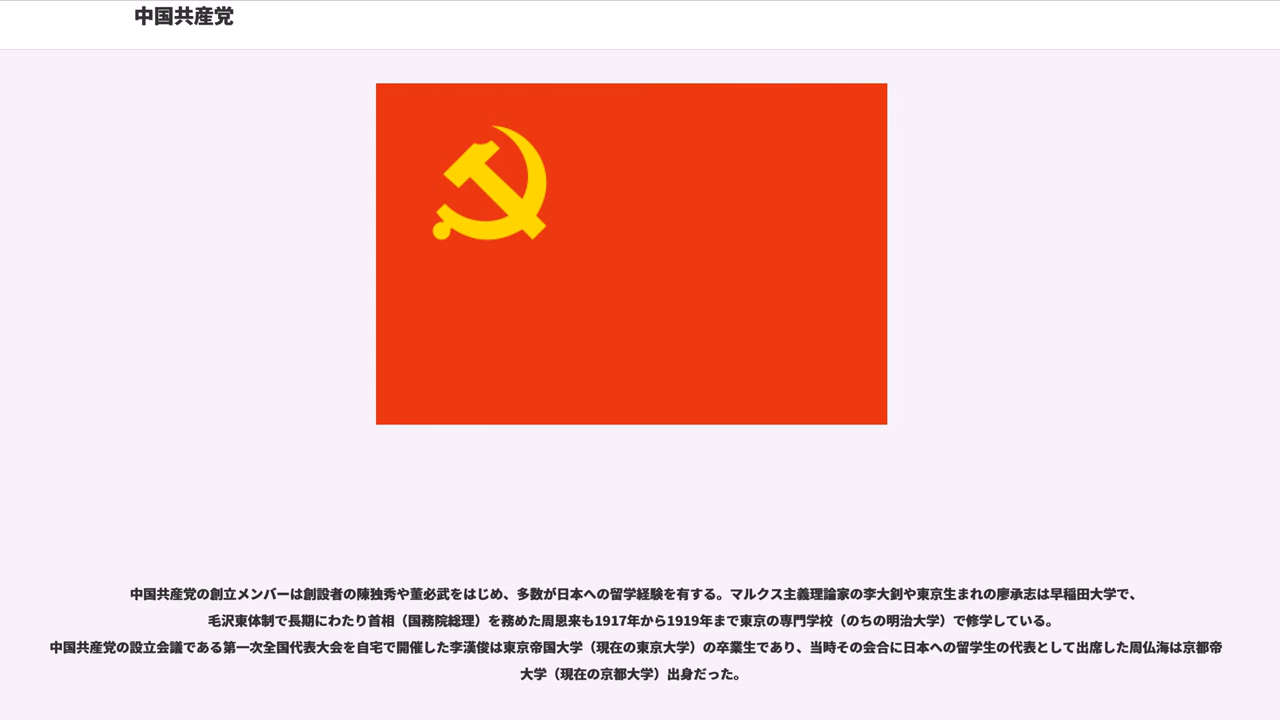 中国共産党
中国共産党の創立メンバーは創設者の陳独秀や董必武をはじめ、多数が日本への留学経験を有する。マルクス主義理論家の李大釗や東京生まれの廖承志は早稲田大学で、
毛沢東体制で長期にわたり首相（国務院総理）を務めた周恩来も1917年から1919年まで東京の専門学校（のちの明治大学）で修学している。
中国共産党の設立会議である第一次全国代表大会を自宅で開催した李漢俊は東京帝国大学（現在の東京大学）の卒業生であり、当時その会合に日本への留学生の代表として出席した周仏海は京都帝
大学（現在の京都大学）出身だった。